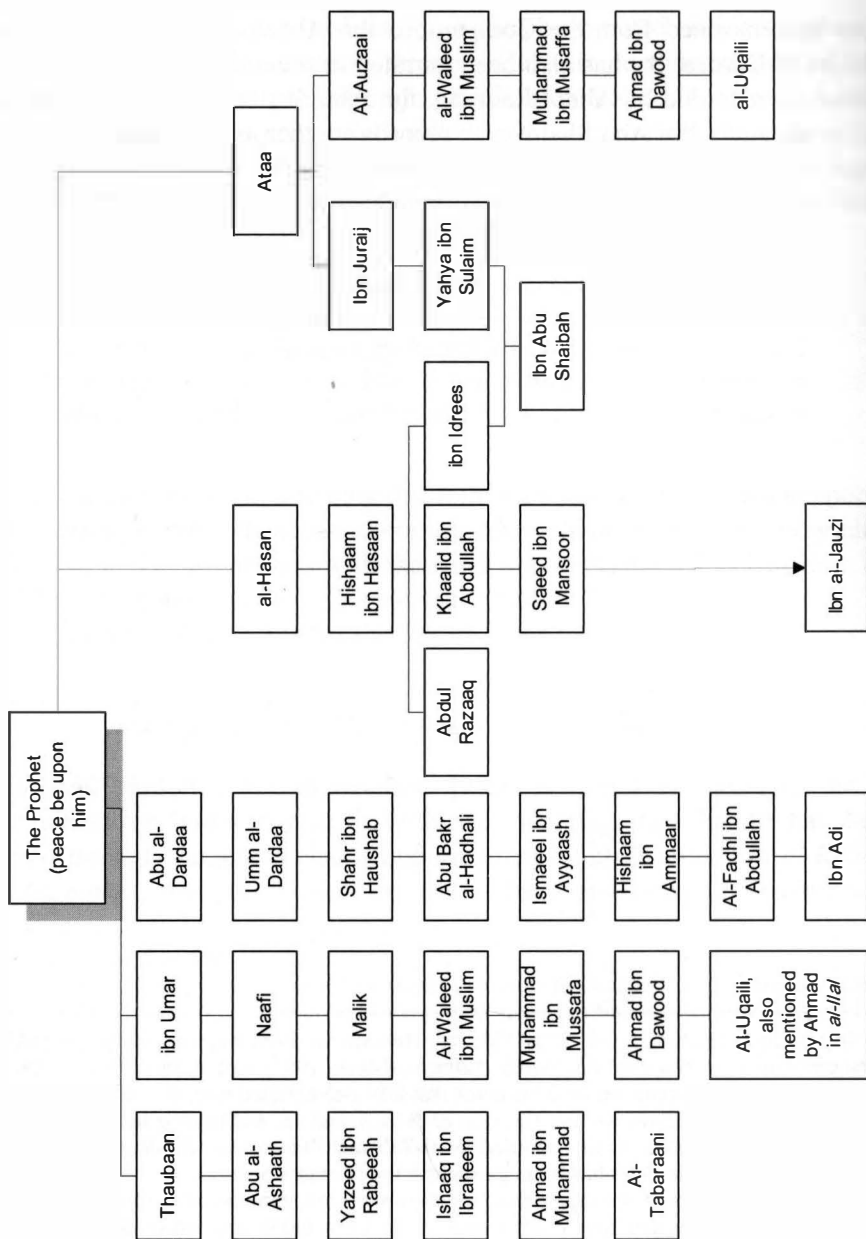 The Prophet
(peace be upon
him)
Thaubaan
Abu al-
Ashaath
Yazeed ibn
Rabeeah
Ishaaq ibn
Ibraheem
Ahmad ibn
Muhammad
Al-
Tabaraani
ibn Umar
Naafi
Malik
Al-Waleed
ibn Muslim
Muhammad
ibn
Mussafa
Ahmad ibn
Dawood
Al-Uqaili,
also
mentioned
by Ahmad
in al-Ilal
Abu al-
Dardaa
Umm al-
Dardaa
Shahr ibn
Haushab
Abu Bakr
al-Hadhali
Ismaeel ibn
Ayyaash
Hishaam
ibn
Ammaar
Al-Fadhl ibn
Abdullah
Ibn Adi
al-Hasan
Hishaam
ibn Hasaan
Abdul
Razaaq
Khaalid ibn
Abdullah
ibn Idrees
Saeed ibn
Mansoor
Ibn al-Jauzi
Ataa
Ibn Juraij
Yahya ibn
Sulaim
Ibn Abu
Shaibah
Al-Auzaai
al-Waleed
ibn Muslim
Muhammad
ibn Musaffa
Ahmad ibn
Dawood
al-Uqaili